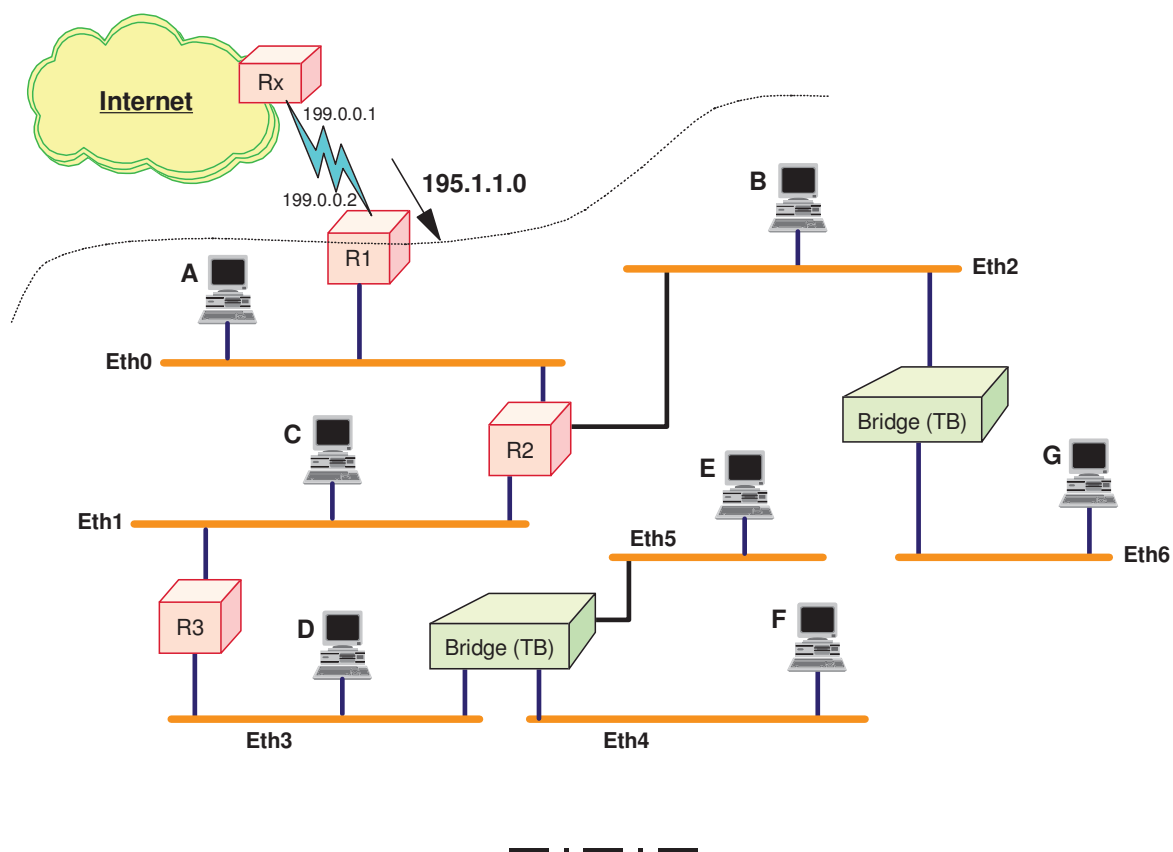 Rx
Internet
199.0.0.1
195.1.1.0
199.0.0.2
B
R1
A
Eth2
Eth0
Bridge (TB)
C
R2
E
G
Eth1
Eth5
Eth6
R3
D
Bridge (TB)
F
Eth3
Eth4